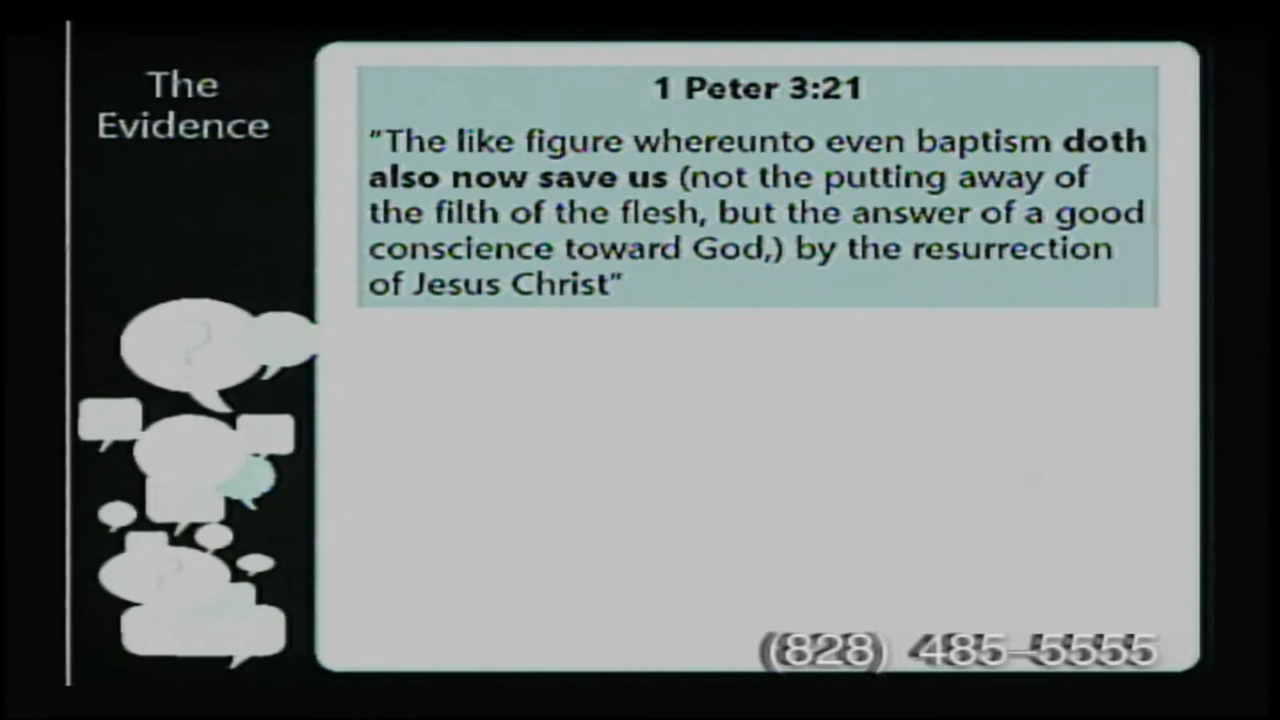 The
Evidence
1 Peter 3:21
"The like figure whereunto even baptism doth
also now save us (not the putting away of
the filth of the flesh, but the answer of a good
conscience toward God,) by the resurrection
of Jesus Christ"
?
?
(828) 485-5555